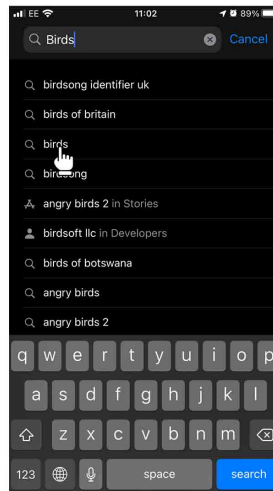 EE 11:02 89%
Birds Cancel
birdsong identifier uk
birds of britain
birds
birdsong
angry birds 2 in Stories
birdsoft llc in Developers
birds of botswana
angry birds
angry birds 2
q w e r t y u i o p
a s d f g h j k l
z x c v b n m
123 space search